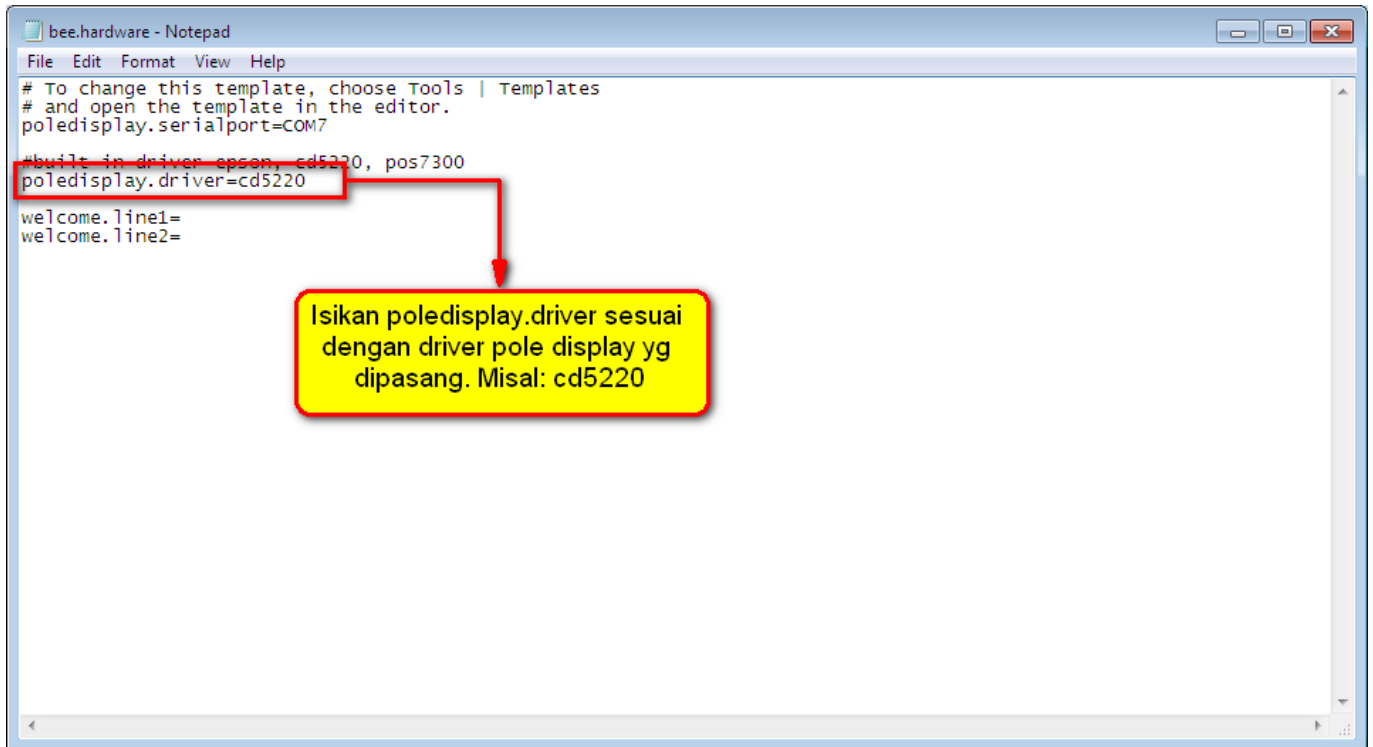 bee.hardware - Notepad
File Edit Format View Help
# To change this template, choose Tools | Templates
# and open the template in the editor.
poledisplay.serialport=COM7
#built in driver epson, cd5220, pos7300
poledisplay.driver=cd5220
welcome.line1=
welcome.line2=
Isikan poledisplay.driver sesuai
dengan driver pole display yg
dipasang. Misal: cd5220